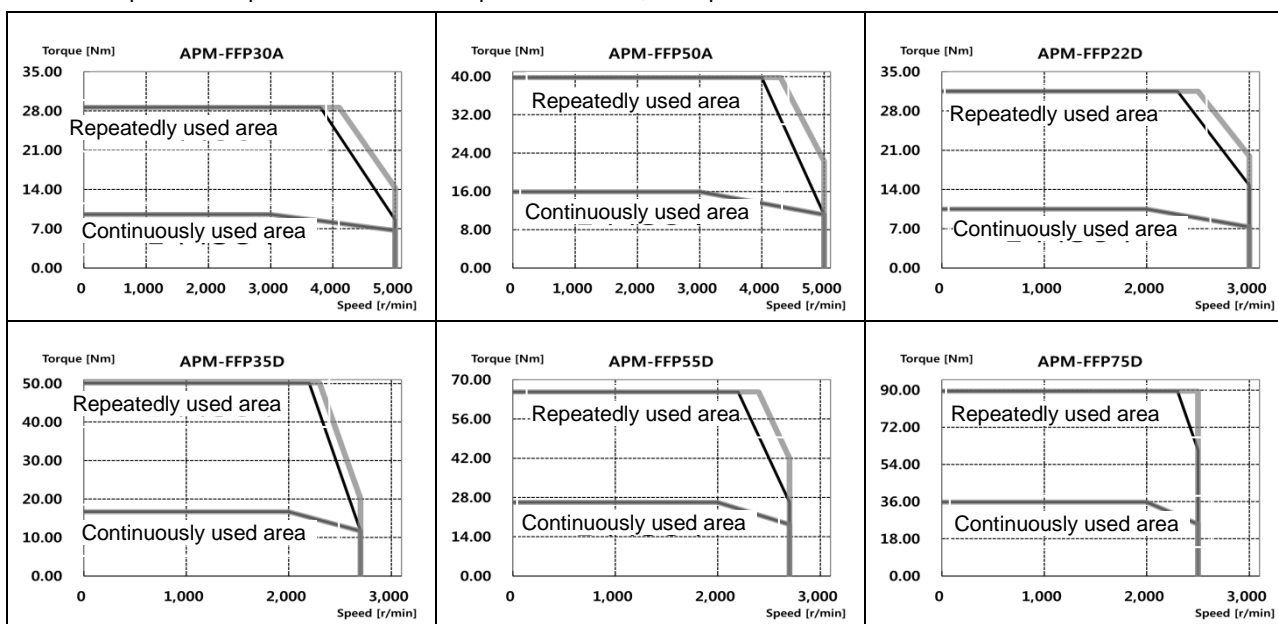 Torque [Nm] APM-FFP30A
35.00
28.00
Repeatedly used area
21.00
14.00
7.00
Continuously used area
0.00
0 1,000 2,000 3,000 4,000 5,000
Speed [r/min]
Torque [Nm] APM-FFP50A
40.00
Repeatedly used area
32.00
24.00
16.00
Continuously used area
8.00
0.00
0 1,000 2,000 3,000 4,000 5,000
Speed [r/min]
Torque [Nm] APM-FFP22D
35.00
28.00
Repeatedly used area
21.00
14.00
7.00
Continuously used area
0.00
0 1,000 2,000 3,000
Speed [r/min]
Torque [Nm] APM-FFP35D
50.00
Repeatedly used area
40.00
30.00
20.00
Continuously used area
10.00
0.00
0 1,000 2,000 3,000
Speed [r/min]
Torque [Nm] APM-FFP55D
70.00
Repeatedly used area
56.00
42.00
28.00
Continuously used area
14.00
0.00
0 1,000 2,000 3,000
Speed [r/min]
Torque [Nm] APM-FFP75D
90.00
Repeatedly used area
72.00
54.00
36.00
Continuously used area
18.00
0.00
0 1,000 2,000 3,000
Speed [r/min]